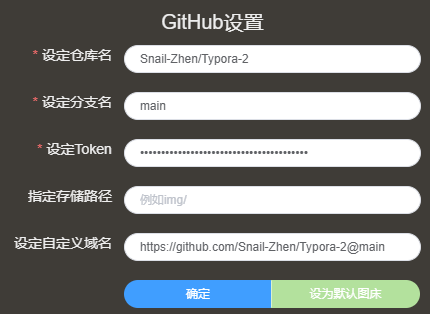 GitHub设置
* 设定仓库名 Snail-Zhen/Typora-2
* 设定分支名 main
* 设定Token ••••••••••••••••••••••••••••••••••••••••
指定存储路径 例如img/
设定自定义域名 https://github.com/Snail-Zhen/Typora-2@main
确定 设为默认图床